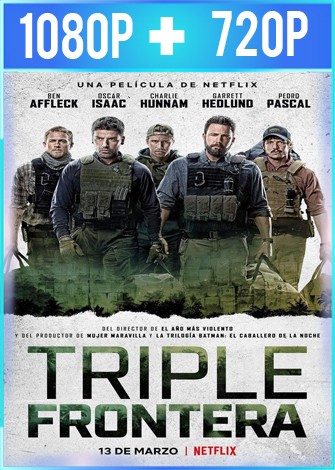 1080P + 720P
UNA PELÍCULA DE NETFLIX
BEN AFFLECK OSCAR ISAAC CHARLIE HUNNAM GARRETT HEDLUND PEDRO PASCAL
DEL DIRECTOR DE EL AÑO MÁS VIOLENTO
Y DEL PRODUCTOR DE MUJER MARAVILLA Y LA TRILOGÍA BATMAN: EL CABALLERO DE LA NOCHE
TRIPLE
FRONTERA
13 DE MARZO | NETFLIX